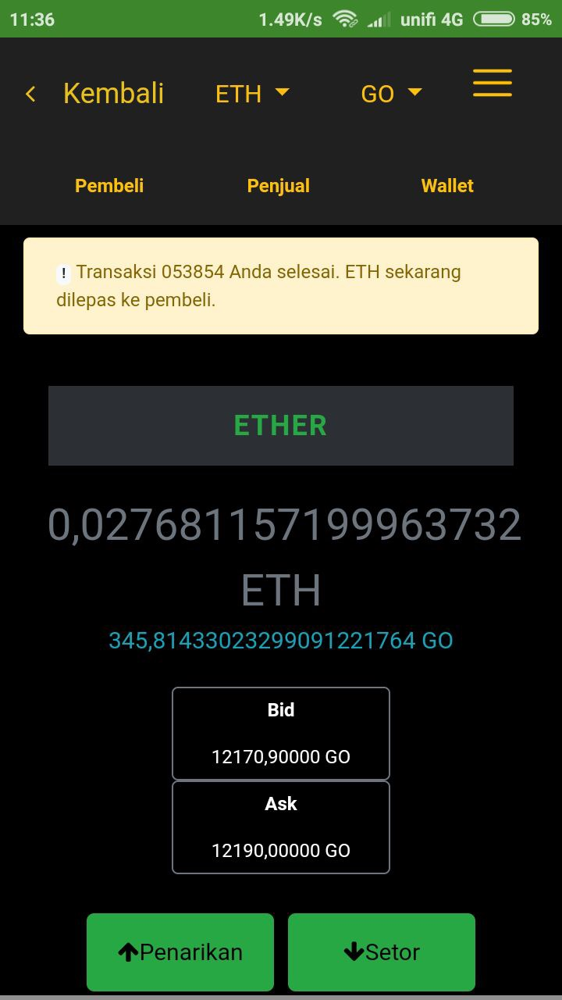 11:36 1.49K/s unifi 4G 85%
Kembali ETH GO
Pembeli Penjual Wallet
! Transaksi 053854 Anda selesai. ETH sekarang
dilepas ke pembeli.
ETHER
0,027681157199963732
ETH
345,81433023299091221764 GO
Bid
12170,90000 GO
Ask
12190,00000 GO
Penarikan Setor